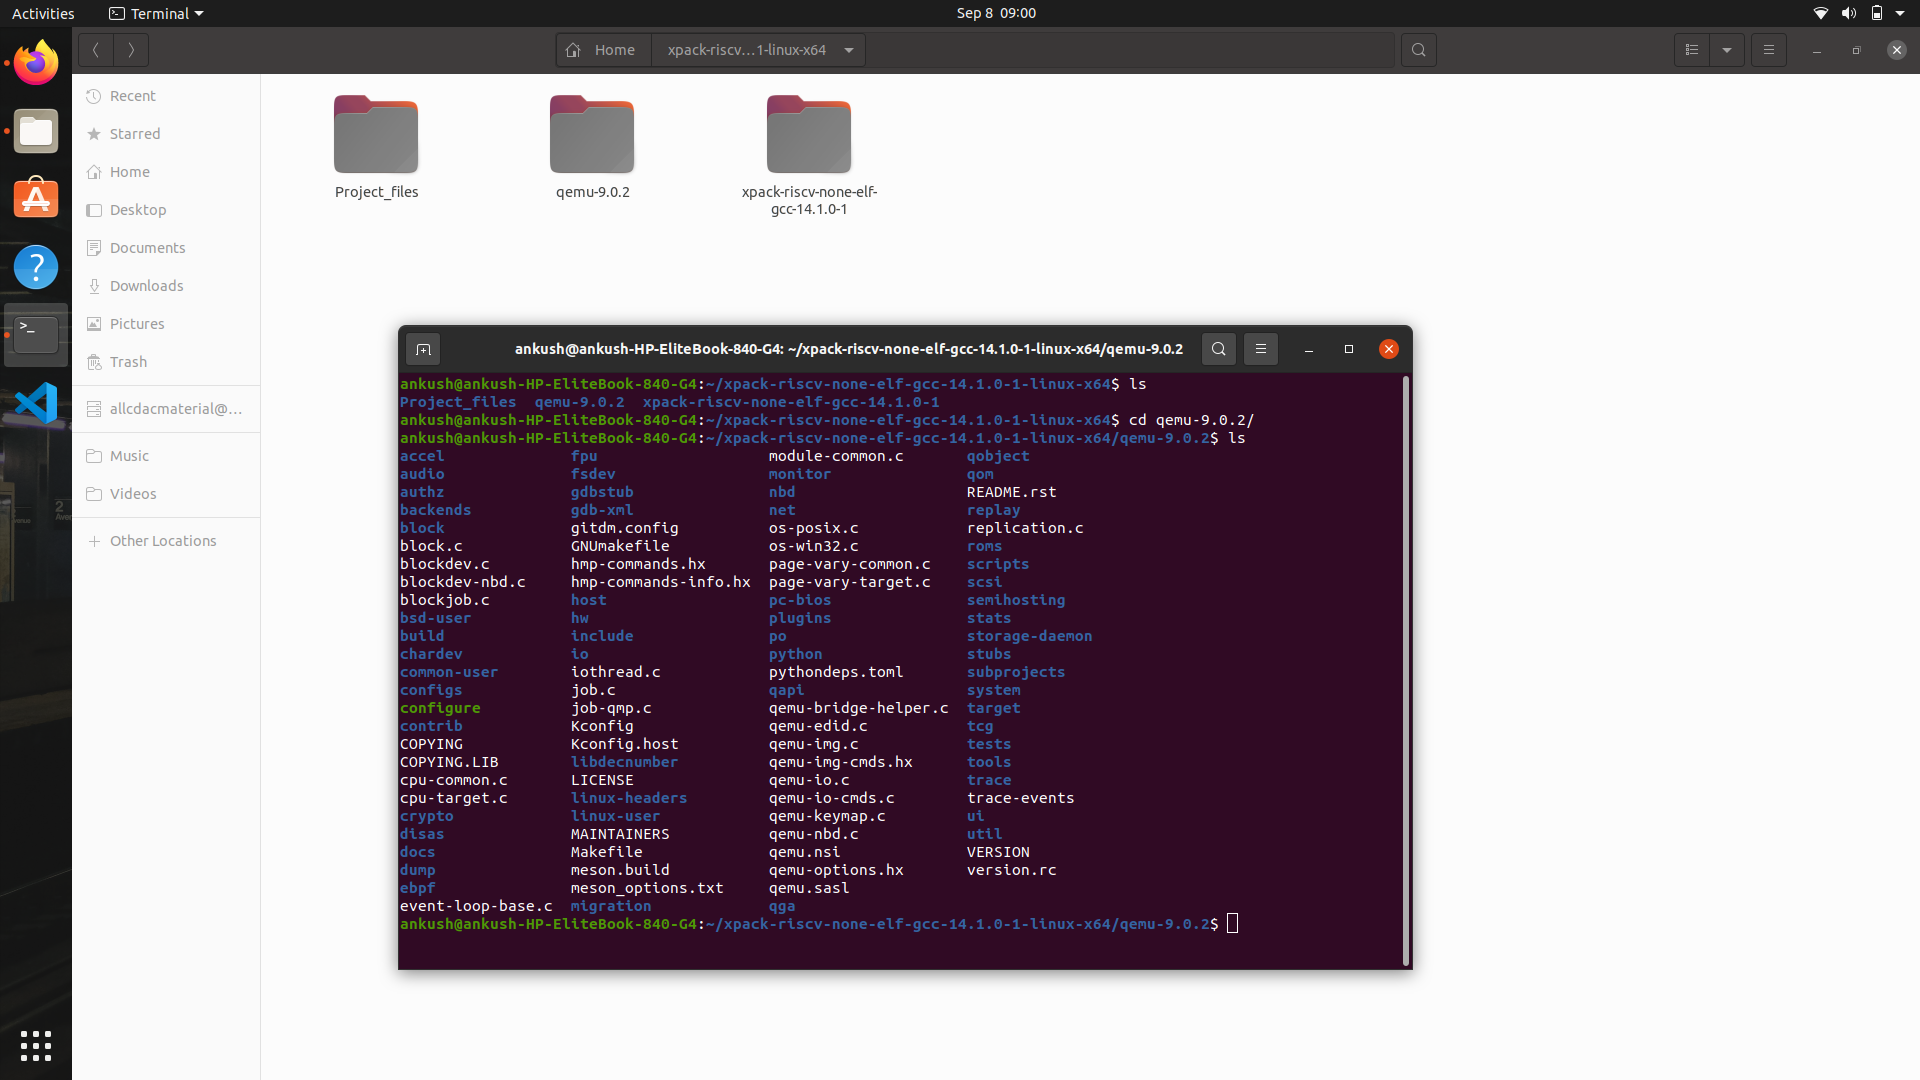 Activities
Terminal
Sep 8 09:00
Home
xpack-riscv…1-linux-x64
Recent
Starred
Home
Desktop
Documents
Downloads
Pictures
Trash
allcdacmaterial@…
Music
Videos
Other Locations
Project_files
qemu-9.0.2
xpack-riscv-none-elf-
gcc-14.1.0-1
ankush@ankush-HP-EliteBook-840-G4: ~/xpack-riscv-none-elf-gcc-14.1.0-1-linux-x64/qemu-9.0.2
ankush@ankush-HP-EliteBook-840-G4:~/xpack-riscv-none-elf-gcc-14.1.0-1-linux-x64$ ls
Project_files  qemu-9.0.2  xpack-riscv-none-elf-gcc-14.1.0-1
ankush@ankush-HP-EliteBook-840-G4:~/xpack-riscv-none-elf-gcc-14.1.0-1-linux-x64$ cd qemu-9.0.2/
ankush@ankush-HP-EliteBook-840-G4:~/xpack-riscv-none-elf-gcc-14.1.0-1-linux-x64/qemu-9.0.2$ ls
accel              fpu                  module-common.c       qobject
audio              fsdev                monitor               qom
authz              gdbstub              nbd                   README.rst
backends           gdb-xml              net                   replay
block              gitdm.config         os-posix.c            replication.c
block.c            GNUmakefile          os-win32.c            roms
blockdev.c         hmp-commands.hx      page-vary-common.c    scripts
blockdev-nbd.c     hmp-commands-info.hx  page-vary-target.c    scsi
blockjob.c         host                 pc-bios               semihosting
bsd-user           hw                   plugins               stats
build              include              po                    storage-daemon
chardev            io                   python                stubs
common-user        iothread.c           pythondeps.toml       subprojects
configs            job.c                qapi                  system
configure          job-qmp.c            qemu-bridge-helper.c  target
contrib            Kconfig              qemu-edid.c           tcg
COPYING            Kconfig.host         qemu-img.c            tests
COPYING.LIB        libdecnumber         qemu-img-cmds.hx      tools
cpu-common.c       LICENSE              qemu-io.c             trace
cpu-target.c       linux-headers        qemu-io-cmds.c        trace-events
crypto             linux-user           qemu-keymap.c         ui
disas              MAINTAINERS          qemu-nbd.c            util
docs               Makefile             qemu.nsi              VERSION
dump               meson.build          qemu-options.hx       version.rc
ebpf               meson_options.txt    qemu.sasl
event-loop-base.c  migration            qga
ankush@ankush-HP-EliteBook-840-G4:~/xpack-riscv-none-elf-gcc-14.1.0-1-linux-x64/qemu-9.0.2$